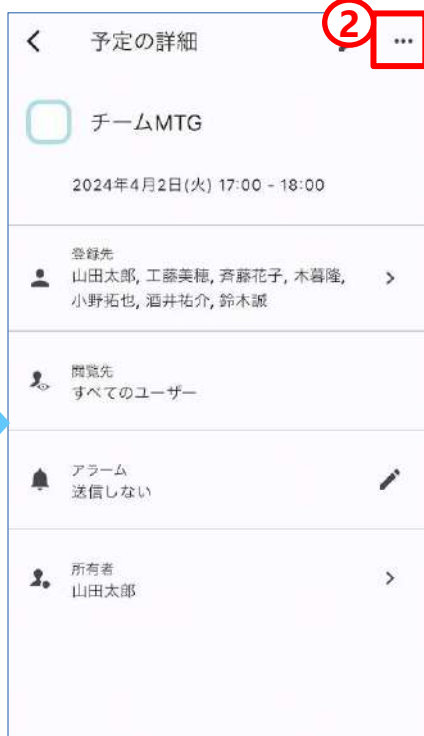 ②
予定の詳細
チームMTG
2024年4月2日(火) 17:00 - 18:00
登録先
山田太郎, 工藤美穂, 斉藤花子, 木暮隆,
小野拓也, 酒井祐介, 鈴木誠
閲覧先
すべてのユーザー
アラーム
送信しない
所有者
山田太郎